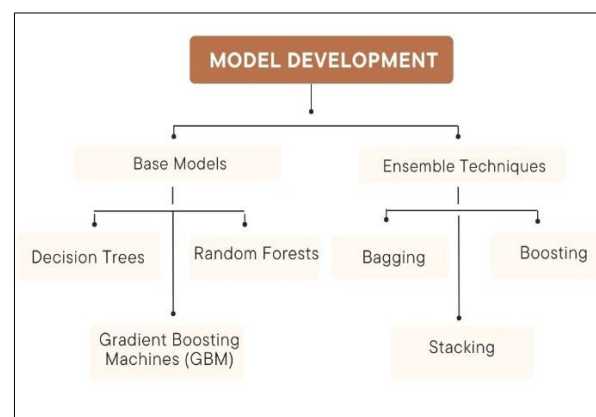 MODEL DEVELOPMENT
Base Models
Ensemble Techniques
Decision Trees
Random Forests
Bagging
Boosting
Gradient Boosting
Machines (GBM)
Stacking